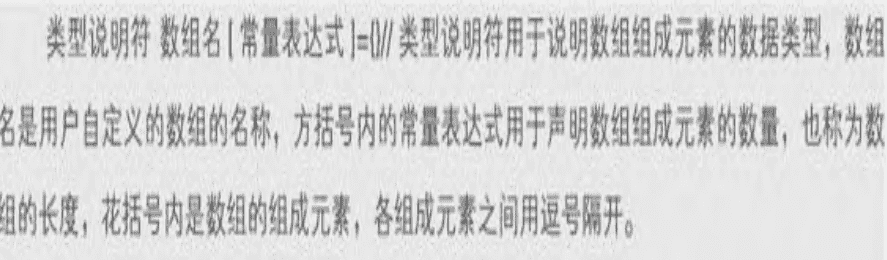 类型说明符 数组名 [ 常量表达式 ]={}// 类型说明符用于说明数组组成元素的数据类型，数组
名是用户自定义的数组的名称，方括号内的常量表达式用于声明数组组成元素的数量，也称为数
组的长度，花括号内是数组的组成元素，各组成元素之间用逗号隔开。